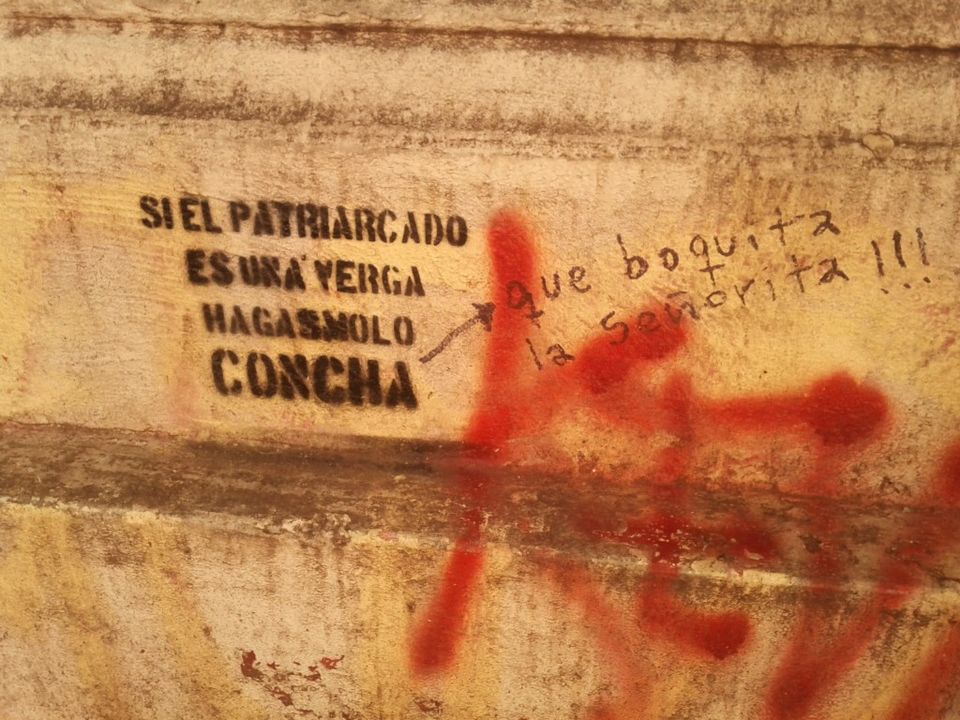 SI EL PATRIARCADO
ES UNA VERGA
HAGASMOLO
CONCHA
que boquita
la señorita !!!